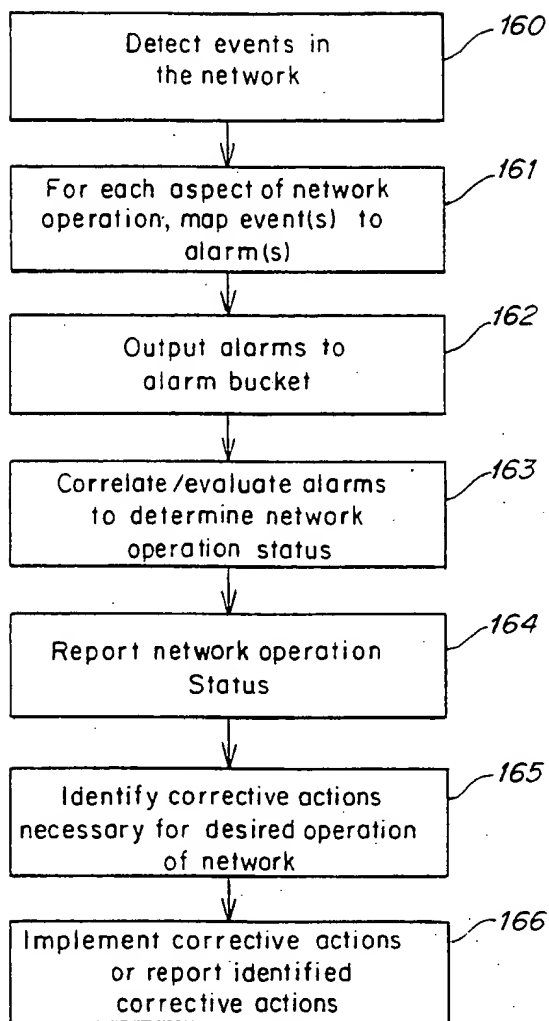 Detect events in
the network
160
For each aspect of network
operation, map event(s) to
alarm(s)
161
Output alarms to
alarm bucket
162
Correlate/evaluate alarms
to determine network
operation status
163
Report network operation
Status
164
Identify corrective actions
necessary for desired operation
of network
165
Implement corrective actions
or report identified
corrective actions
166